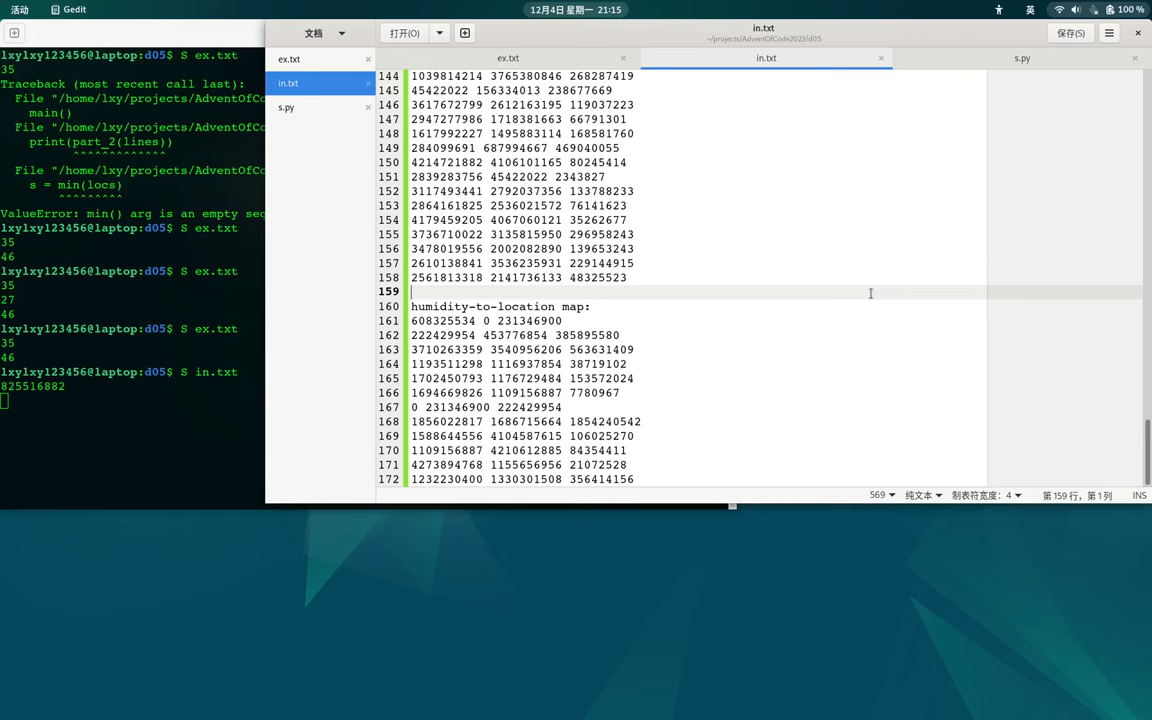 活动 Gedit 12月4日 星期一 21:15 英 100 %
文档 打开(O) in.txt 保存(S)
~/projects/AdventOfCode2023/d05
ex.txt in.txt s.py
ex.txt
in.txt
s.py
lxylxy123456@laptop:d05$ S ex.txt
35
Traceback (most recent call last):
File "/home/lxy/projects/AdventOfCo
main()
File "/home/lxy/projects/AdventOfCo
print(part_2(lines))
^^^^^^^^^^^^^
File "/home/lxy/projects/AdventOfCo
s = min(locs)
^^^^^^^^^
ValueError: min() arg is an empty seq
lxylxy123456@laptop:d05$ S ex.txt
35
46
lxylxy123456@laptop:d05$ S ex.txt
35
27
46
lxylxy123456@laptop:d05$ S ex.txt
35
46
lxylxy123456@laptop:d05$ S in.txt
825516882
144 1039814214 3765380846 268287419
145 45422022 156334013 238677669
146 3617672799 2612163195 119037223
147 2947277986 1718381663 66791301
148 1617992227 1495883114 168581760
149 284099691 687994667 469040055
150 4214721882 4106101165 80245414
151 2839283756 45422022 2343827
152 3117493441 2792037356 133788233
153 2864161825 2536021572 76141623
154 4179459205 4067060121 35262677
155 3736710022 3135815950 296958243
156 3478019556 2002082890 139653243
157 2610138841 3536235931 229144915
158 2561813318 2141736133 48325523
159
160 humidity-to-location map:
161 608325534 0 231346900
162 222429954 453776854 385895580
163 3710263359 3540956206 563631409
164 1193511298 1116937854 38719102
165 1702450793 1176729484 153572024
166 1694669826 1109156887 7780967
167 0 231346900 222429954
168 1856022817 1686715664 1854240542
169 1588644556 4104587615 106025270
170 1109156887 4210612885 84354411
171 4273894768 1155656956 21072528
172 1232230400 1330301508 356414156
569 纯文本 制表符宽度：4 第 159 行，第 1 列 INS